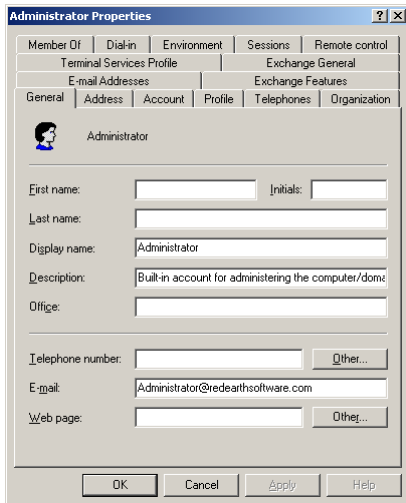 Administrator Properties
Member Of Dial-in Environment Sessions Remote control
Terminal Services Profile Exchange General
E-mail Addresses Exchange Features
General Address Account Profile Telephones Organization
Administrator
First name: Initials:
Last name:
Display name: Administrator
Description: Built-in account for administering the computer/doma
Office:
Telephone number: Other...
E-mail: Administrator@redearthsoftware.com
Web page: Other...
OK Cancel Apply Help